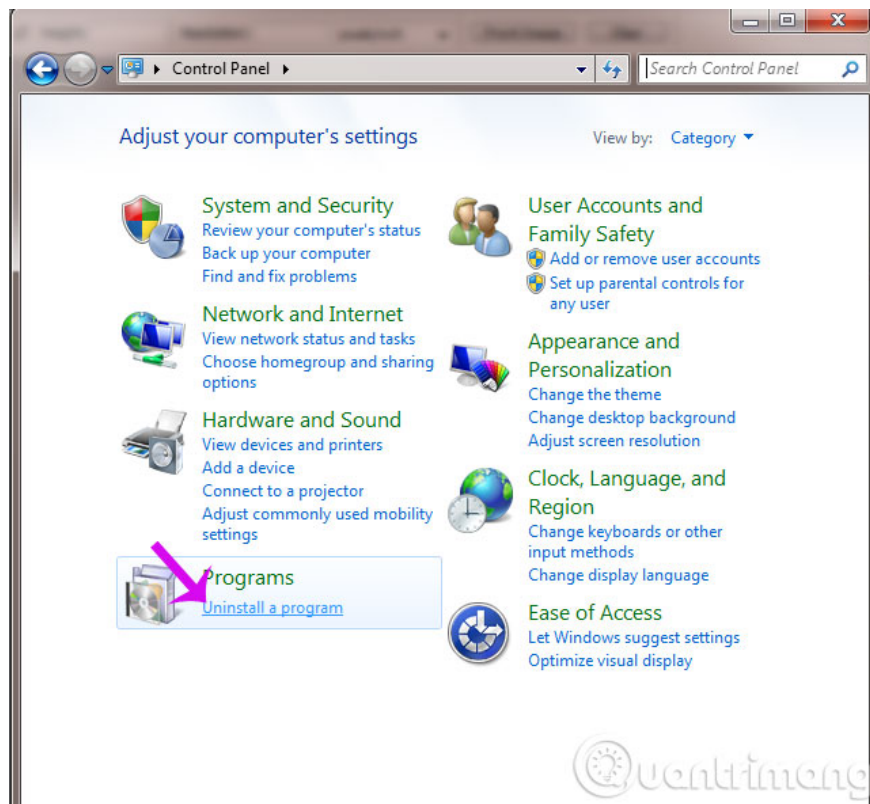 Control Panel
Search Control Panel
Adjust your computer's settings
View by: Category
System and Security
Review your computer's status
Back up your computer
Find and fix problems
Network and Internet
View network status and tasks
Choose homegroup and sharing
options
Hardware and Sound
View devices and printers
Add a device
Connect to a projector
Adjust commonly used mobility
settings
Programs
Uninstall a program
User Accounts and
Family Safety
Add or remove user accounts
Set up parental controls for
any user
Appearance and
Personalization
Change the theme
Change desktop background
Adjust screen resolution
Clock, Language, and
Region
Change keyboards or other
input methods
Change display language
Ease of Access
Let Windows suggest settings
Optimize visual display
Quantrimang